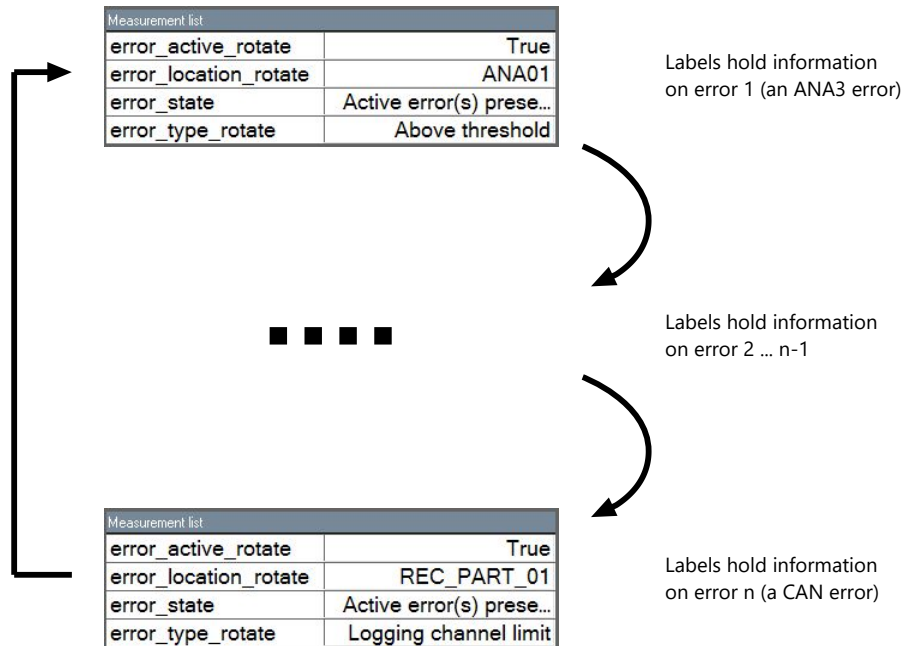 Measurement list
error_active_rotate True
error_location_rotate ANA01
error_state Active error(s) prese...
error_type_rotate Above threshold
Labels hold information
on error 1 (an ANA3 error)
Labels hold information
on error 2 ... n-1
Measurement list
error_active_rotate True
error_location_rotate REC_PART_01
error_state Active error(s) prese...
error_type_rotate Logging channel limit
Labels hold information
on error n (a CAN error)